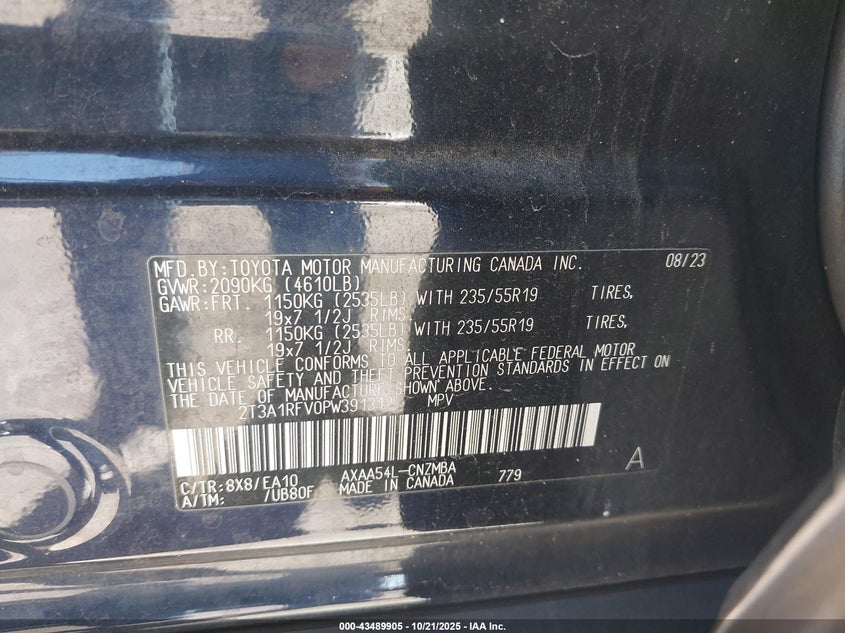 MFD. BY: TOYOTA MOTOR MANUFACTURING CANADA INC. 08/23
GVWR: 2090KG (4610LB)
GAWR: FRT. 1150KG (2535LB) WITH 235/55R19 TIRES,
19x7 1/2J RIMS
RR. 1150KG (2535LB) WITH 235/55R19 TIRES,
19x7 1/2J RIMS
THIS VEHICLE CONFORMS TO ALL APPLICABLE FEDERAL MOTOR
VEHICLE SAFETY AND THEFT PREVENTION STANDARDS IN EFFECT ON
THE DATE OF MANUFACTURE SHOWN ABOVE.
MPV
C/TR: 8X8/EA10 AXAA54L-CNZMBA 779 A
A/TM: /UB80F MADE IN CANADA
000-43489905 - 10/21/2025 - IAA Inc.